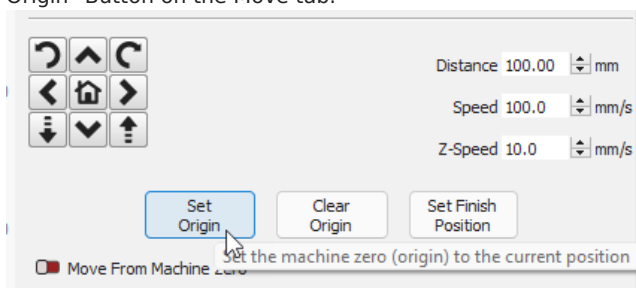 Origin" Button on the Move tab.
Distance 100.00 mm
Speed 100.0 mm/s
Z-Speed 10.0 mm/s
Set Origin
Clear Origin
Set Finish Position
Set the machine zero (origin) to the current position
Move From Machine Zero